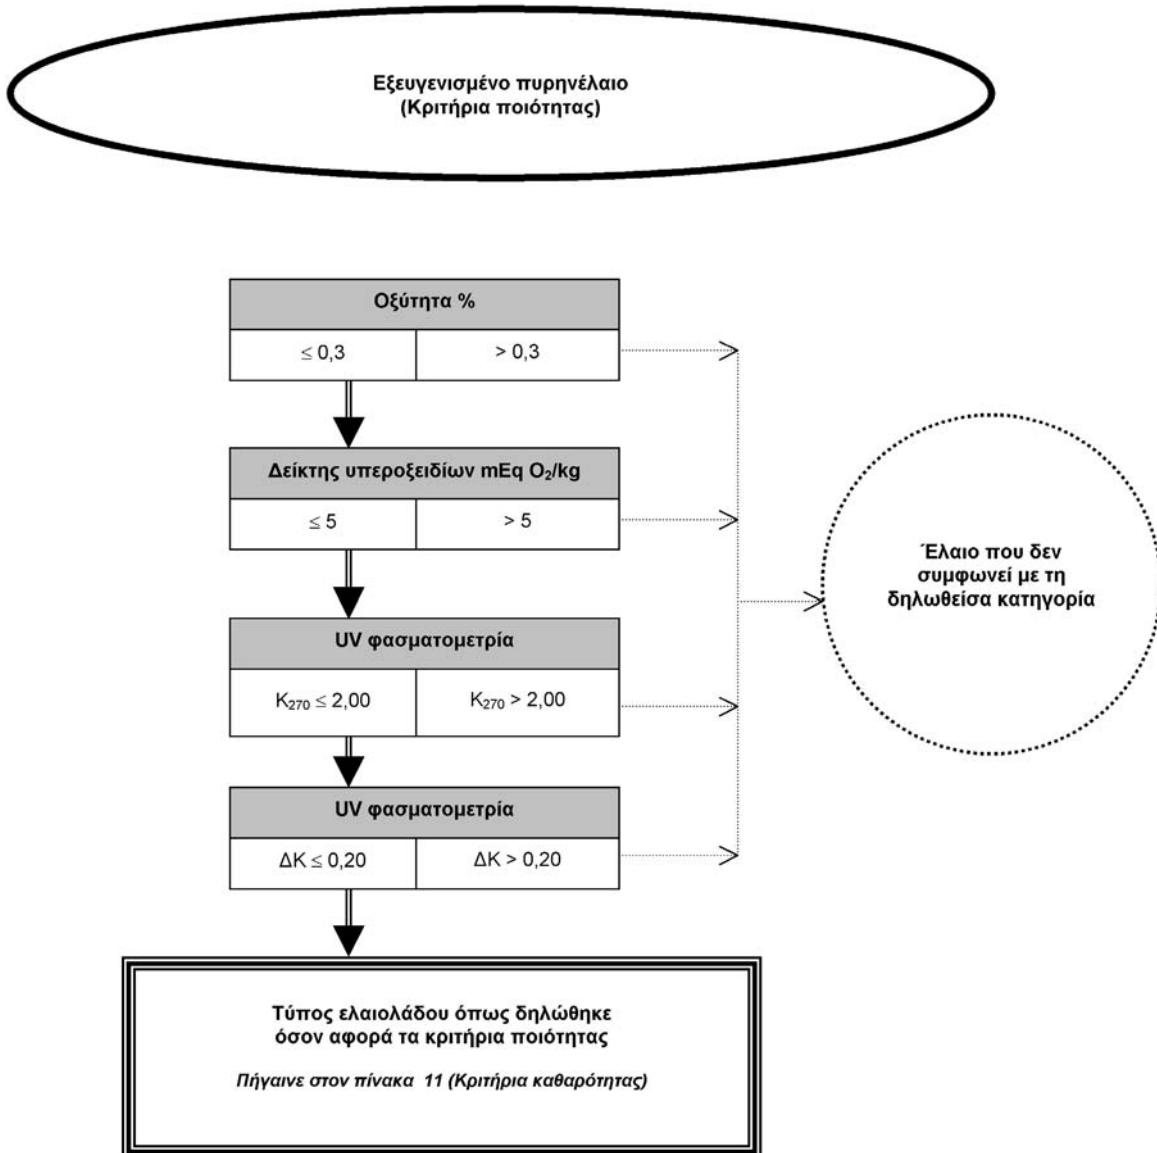 Εξευγενισμένο πυρηνέλαιο
(Κριτήρια ποιότητας)
Οξύτητα %
≤ 0,3 > 0,3
Δείκτης υπεροξειδίων mEq O₂/kg
≤ 5 > 5
UV φασματομετρία
K₂₇₀ ≤ 2,00 K₂₇₀ > 2,00
UV φασματομετρία
ΔK ≤ 0,20 ΔK > 0,20
Έλαιο που δεν
συμφωνεί με τη
δηλωθείσα κατηγορία
Τύπος ελαιολάδου όπως δηλώθηκε
όσον αφορά τα κριτήρια ποιότητας
Πήγαινε στον πίνακα 11 (Κριτήρια καθαρότητας)